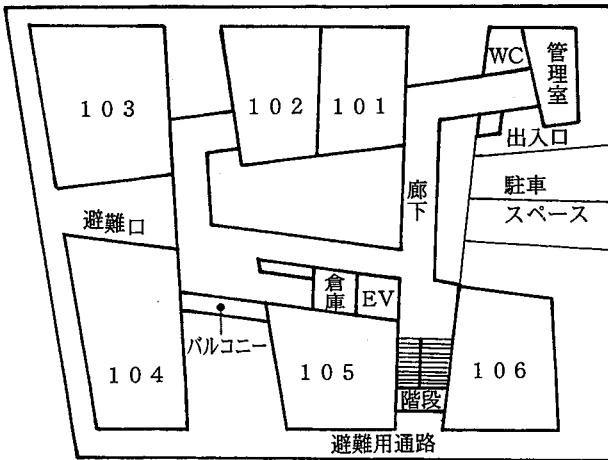 WC
管理室
103
102
101
出入口
廊下
駐車
スペース
避難口
倉庫
EV
バルコニー
104
105
106
階段
避難用通路